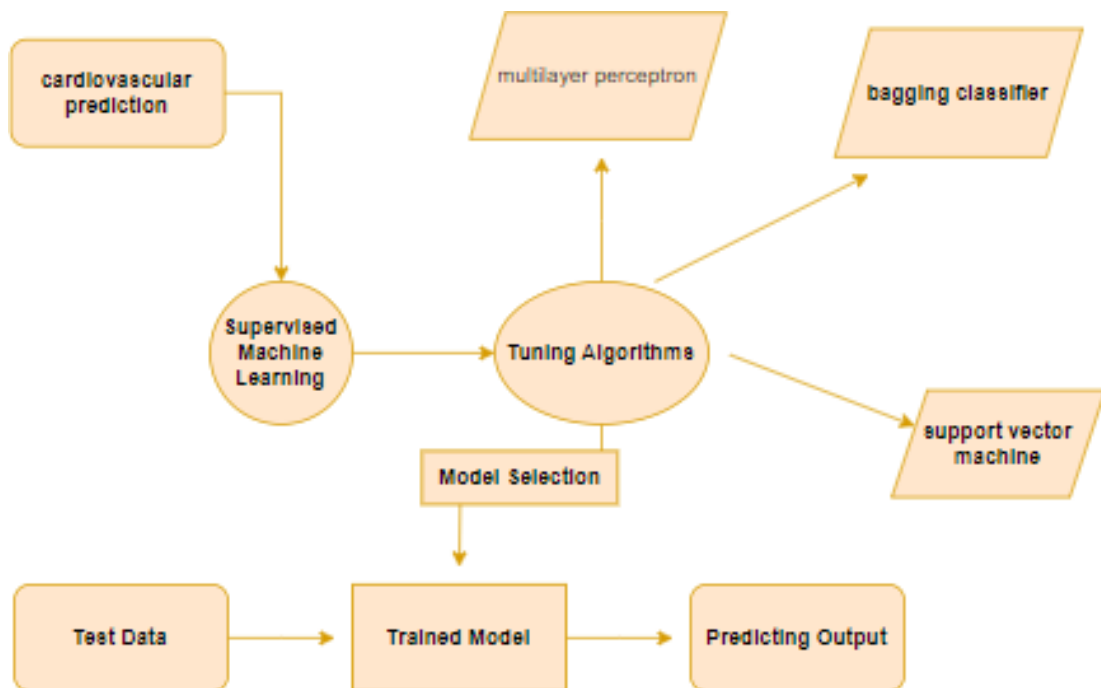 cardiovascular
prediction
multilayer perceptron
bagging classifier
Supervised
Machine
Learning
Tuning Algorithms
support vector
machine
Model Selection
Test Data
Trained Model
Predicting Output